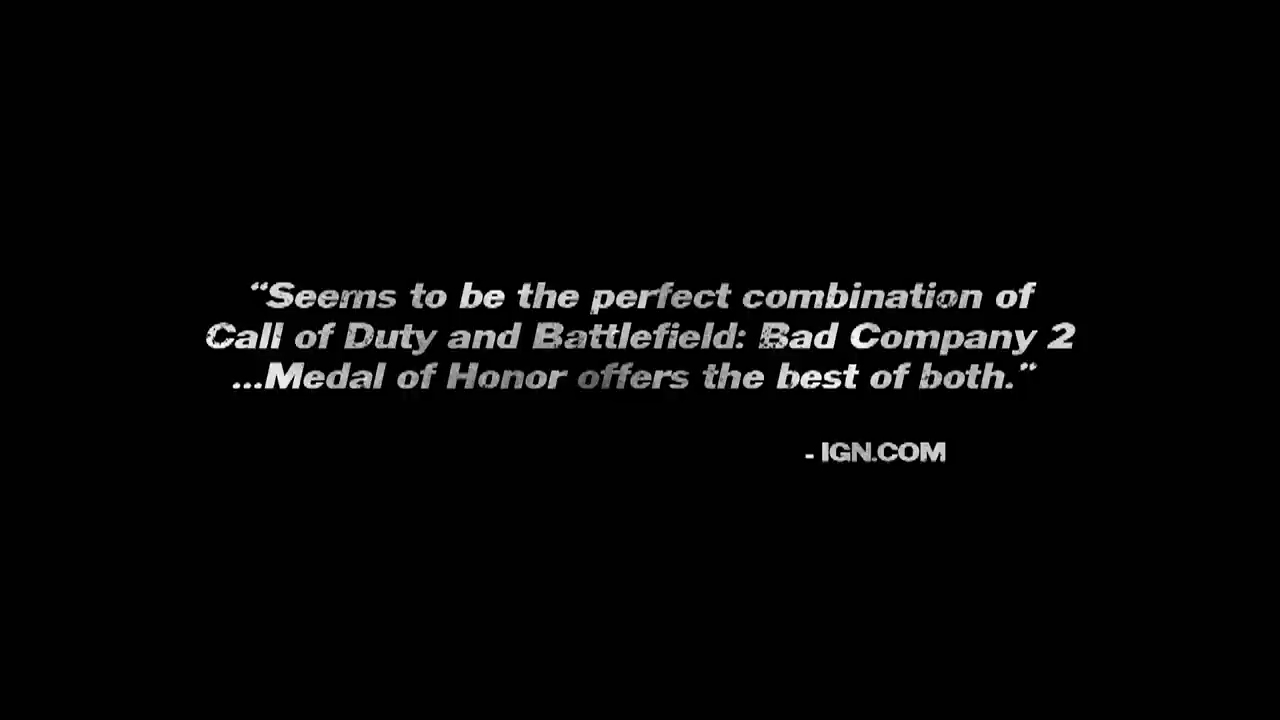 “Seems to be the perfect combination of
Call of Duty and Battlefield: Bad Company 2
...Medal of Honor offers the best of both.”
- IGN.COM